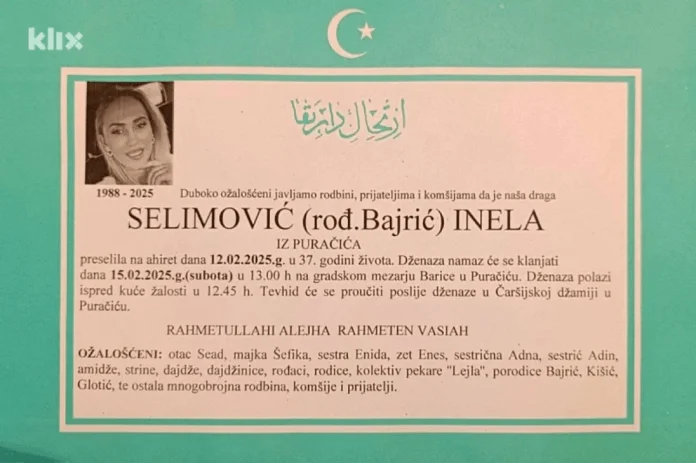 klix
ارتحال دار بقا
1988 - 2025 Duboko ožalošćeni javljamo rodbini, prijateljima i komšijama da je naša draga
SELIMOVIĆ (rođ.Bajrić) INELA
IZ PURAČIĆA
preselila na ahiret dana 12.02.2025.g. u 37. godini života. Dženaza namaz će se klanjati
dana 15.02.2025.g.(subota) u 13.00 h na gradskom mezarju Barice u Puračiću. Dženaza polazi
ispred kuće žalosti u 12.45 h. Tevhid će se proučiti poslije dženaze u Čaršijskoj džamiji u
Puračiću.
RAHMETULLAHI ALEJHA RAHMETEN VASIAH
OŽALOŠĆENI: otac Sead, majka Šefika, sestra Enida, zet Enes, sestrična Adna, sestrić Adin,
amidže, strine, dajdže, dajdžinice, rođaci, rodice, kolektiv pekare "Lejla", porodice Bajrić, Kišić,
Glotić, te ostala mnogobrojna rodbina, komšije i prijatelji.